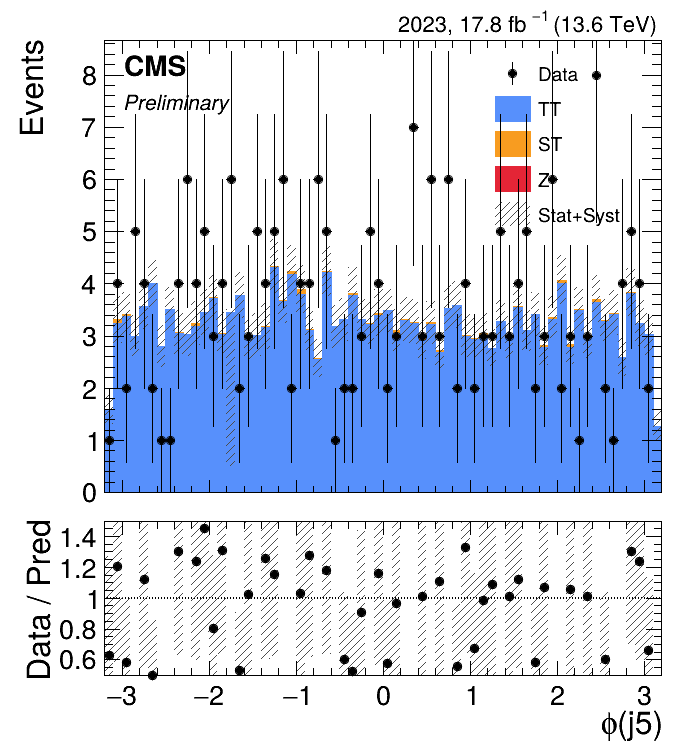 2023, 17.8 fb⁻¹ (13.6 TeV)
Events
CMS
Preliminary
Data
TT
ST
Z
Stat+Syst
8
7
6
5
4
3
2
1
0
Data / Pred
1.4
1.2
1
0.8
0.6
−3 −2 −1 0 1 2 3
ϕ(j5)